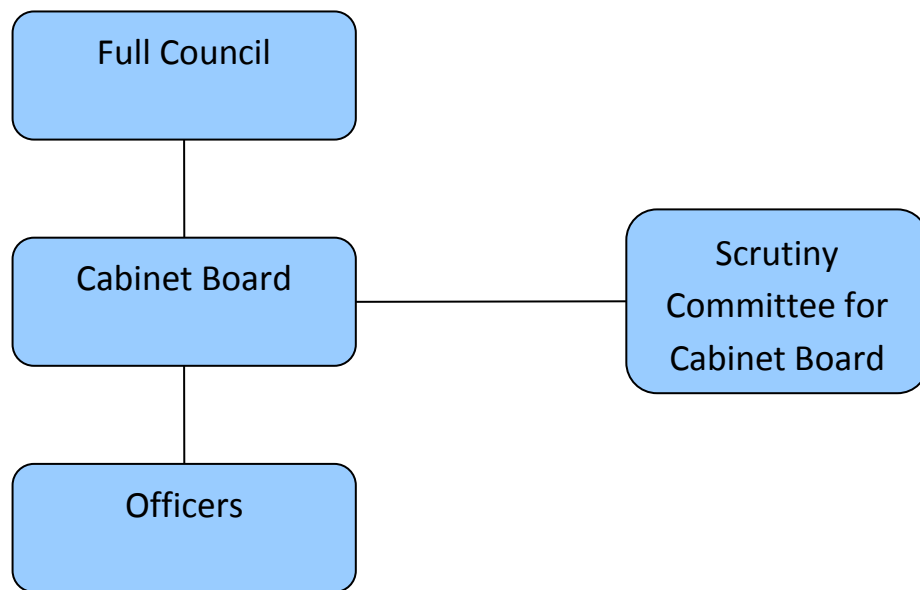 Full Council
Cabinet Board
Scrutiny
Committee for
Cabinet Board
Officers